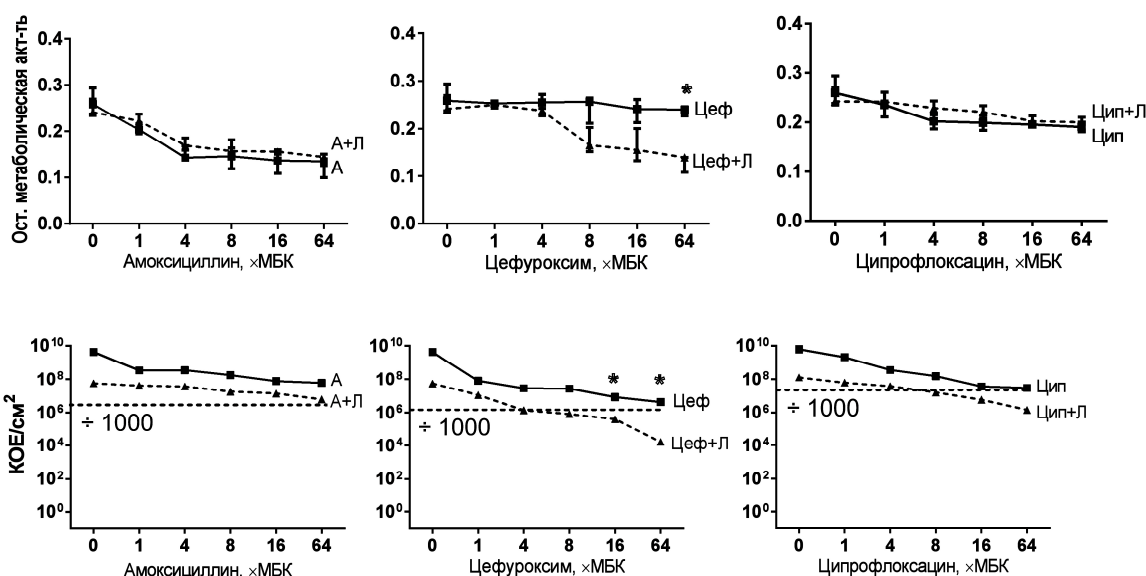 Ост. метаболическая акт-ть
0.4
0.3
0.2
0.1
0.0
А+Л
А
0 1 4 8 16 64
Амоксициллин, ×МБК
0.4
0.3
0.2
0.1
0.0
*
Цеф
Цеф+Л
0 1 4 8 16 64
Цефуроксим, ×МБК
0.4
0.3
0.2
0.1
0.0
Цип+Л
Цип
0 1 4 8 16 64
Ципрофлоксацин, ×МБК
КОЕ/см²
10¹⁰
10⁸
10⁶
10⁴
10²
10⁰
А
А+Л
÷ 1000
0 1 4 8 16 64
Амоксициллин, ×МБК
10¹⁰
10⁸
10⁶
10⁴
10²
10⁰
* *
Цеф
÷ 1000
Цеф+Л
0 1 4 8 16 64
Цефуроксим, ×МБК
10¹⁰
10⁸
10⁶
10⁴
10²
10⁰
Цип
÷ 1000
Цип+Л
0 1 4 8 16 64
Ципрофлоксацин, ×МБК